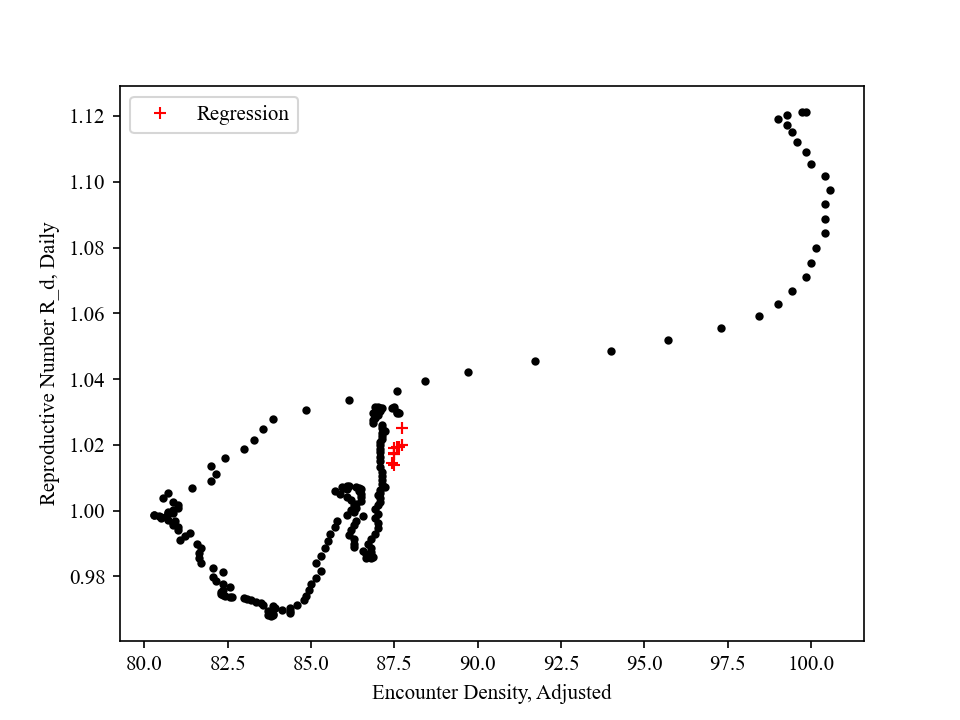 Regression
1.12
1.10
1.08
1.06
1.04
1.02
1.00
0.98
Reproductive Number R_d, Daily
80.0 82.5 85.0 87.5 90.0 92.5 95.0 97.5 100.0
Encounter Density, Adjusted